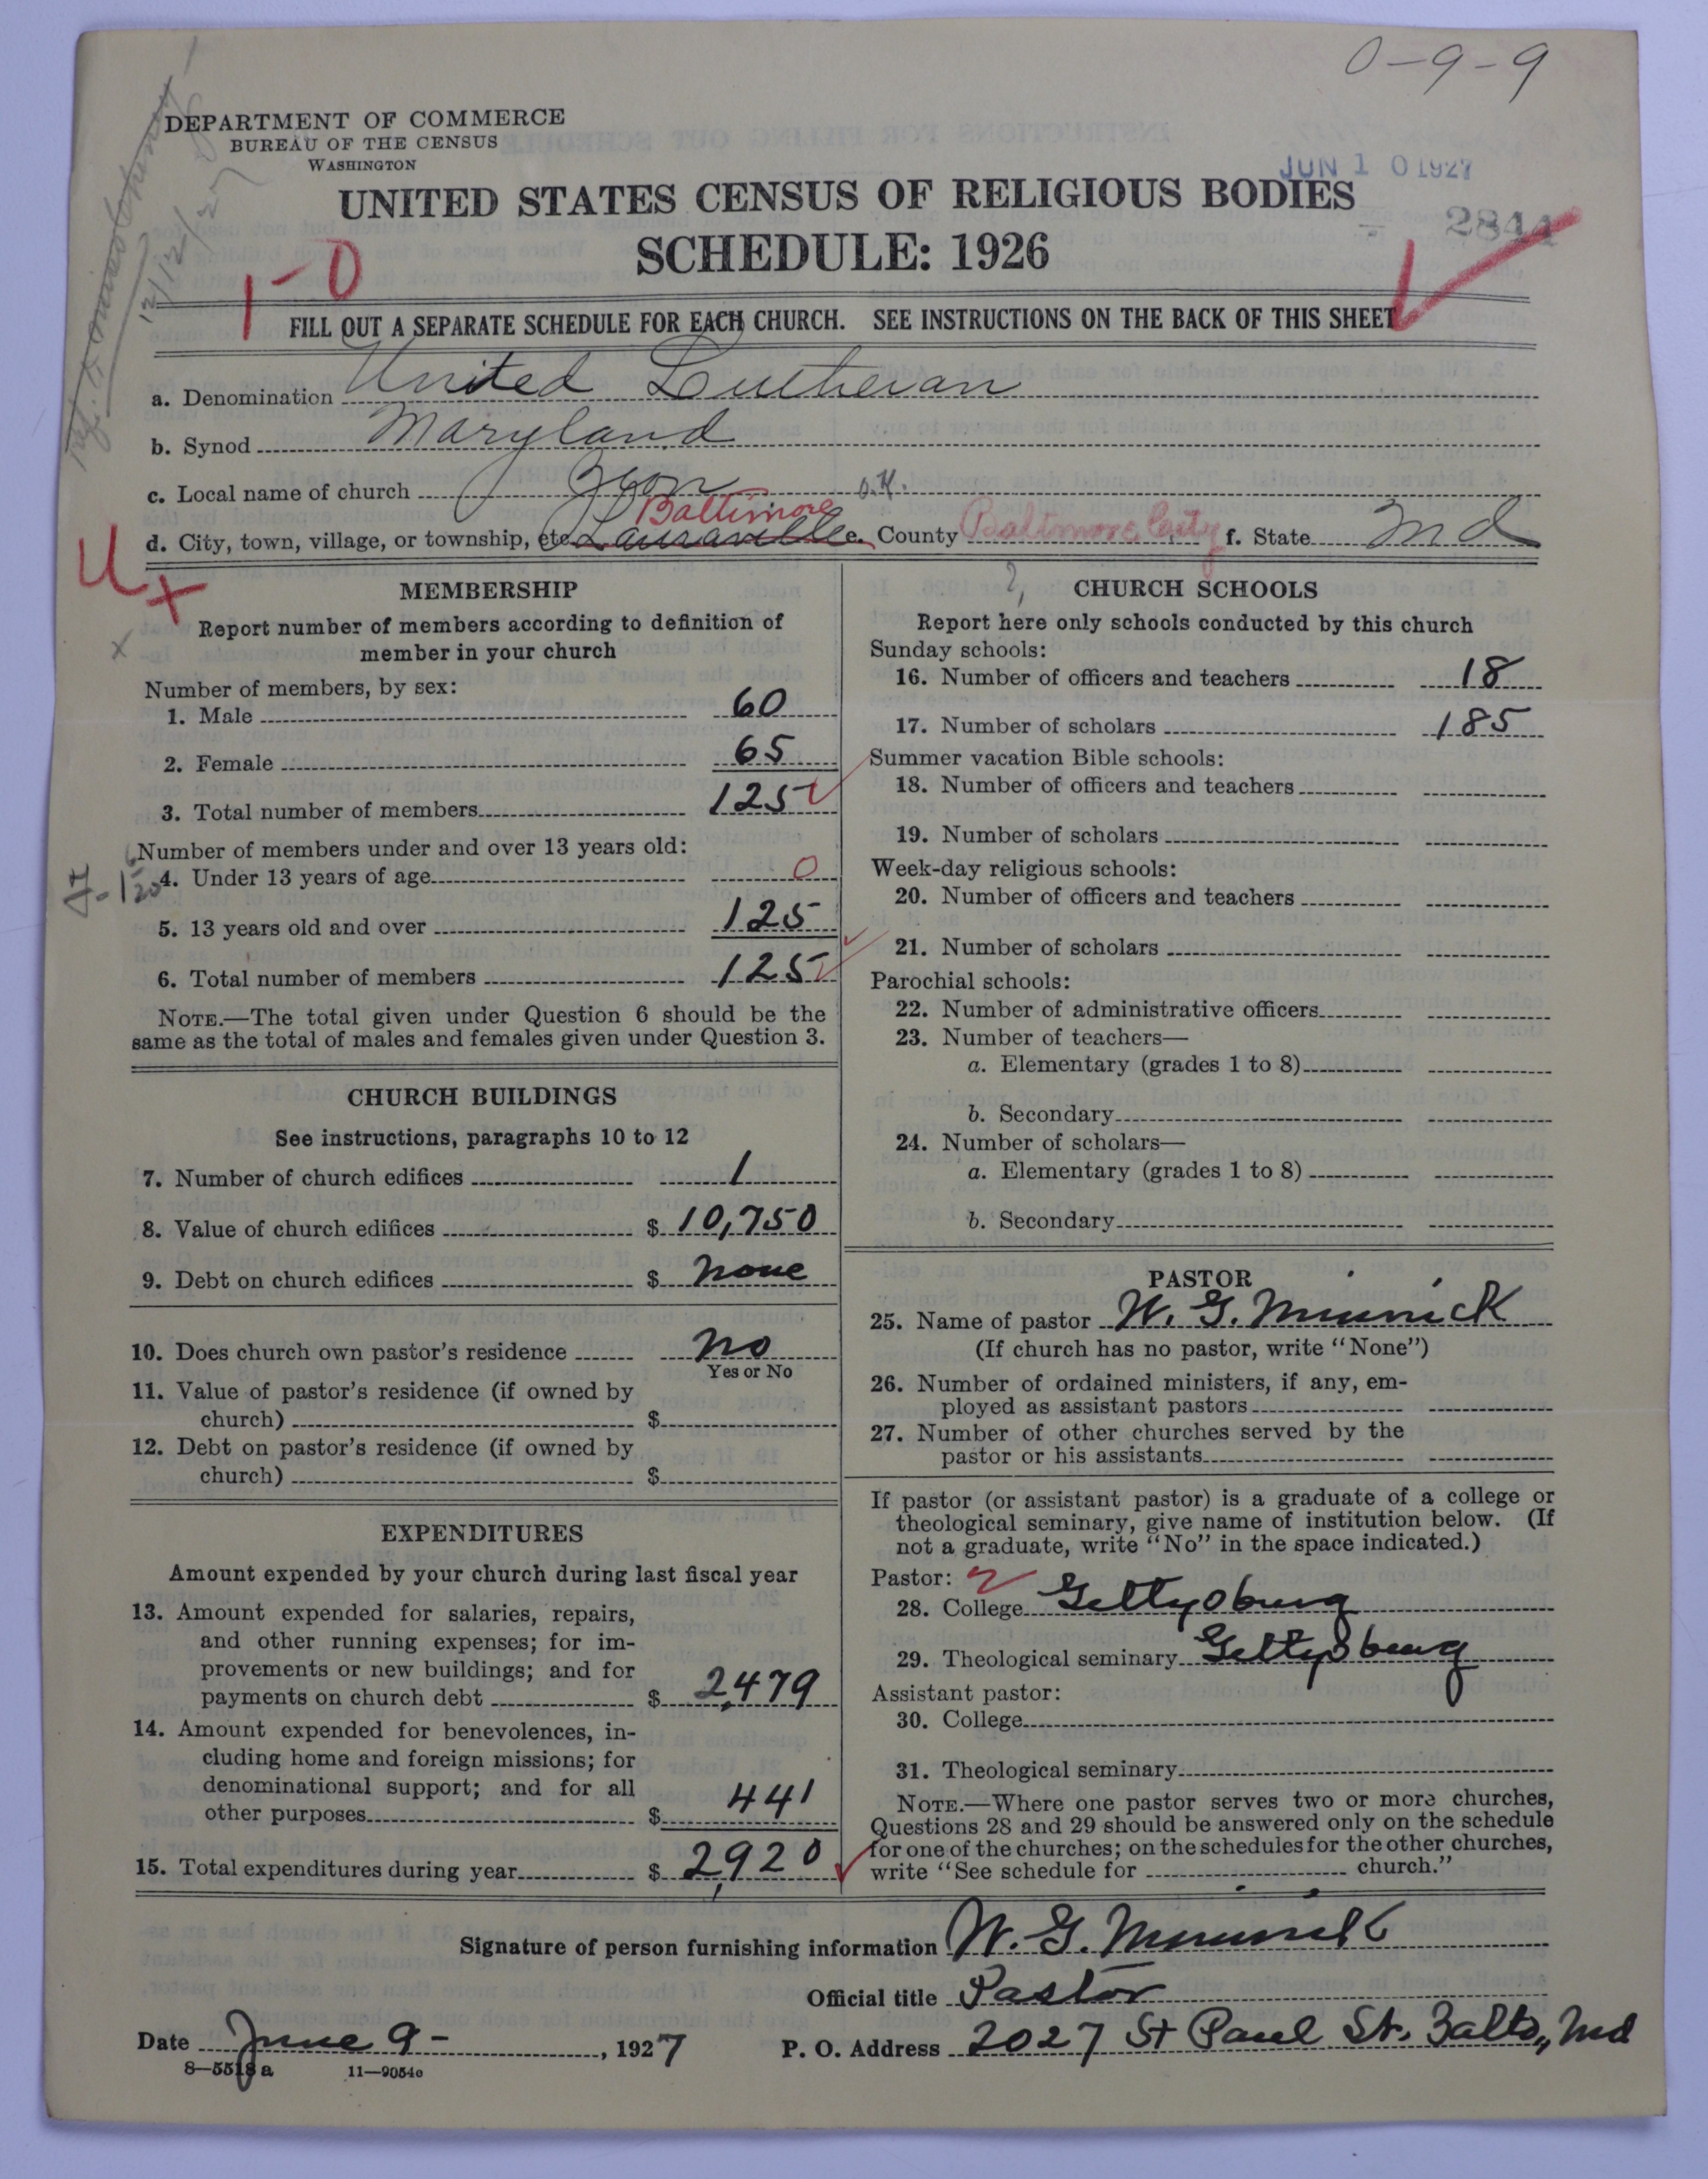 0-9-9
DEPARTMENT OF COMMERCE
BUREAU OF THE CENSUS
WASHINGTON
JUN 10 1927
UNITED STATES CENSUS OF RELIGIOUS BODIES
2844
SCHEDULE: 1926
1-0
12/12/27
FILL OUT A SEPARATE SCHEDULE FOR EACH CHURCH. SEE INSTRUCTIONS ON THE BACK OF THIS SHEET
a. Denomination United Lutheran
b. Synod Maryland
c. Local name of church Zion O.K.
Baltimore
d. City, town, village, or township, etc. Lauraville e. County Baltimore City f. State Md
MEMBERSHIP
Report number of members according to definition of
member in your church
Number of members, by sex:
1. Male 60
2. Female 65
3. Total number of members 125
Number of members under and over 13 years old:
4. Under 13 years of age 0
5. 13 years old and over 125
6. Total number of members 125
NOTE.—The total given under Question 6 should be the
same as the total of males and females given under Question 3.
CHURCH BUILDINGS
See instructions, paragraphs 10 to 12
7. Number of church edifices 1
8. Value of church edifices $ 10,750
9. Debt on church edifices $ none
10. Does church own pastor's residence no
Yes or No
11. Value of pastor's residence (if owned by
church) $
12. Debt on pastor's residence (if owned by
church) $
EXPENDITURES
Amount expended by your church during last fiscal year
13. Amount expended for salaries, repairs,
and other running expenses; for im-
provements or new buildings; and for
payments on church debt $ 2,479
14. Amount expended for benevolences, in-
cluding home and foreign missions; for
denominational support; and for all
other purposes $ 441
15. Total expenditures during year $ 2,920
CHURCH SCHOOLS
Report here only schools conducted by this church
Sunday schools:
16. Number of officers and teachers 18
17. Number of scholars 185
Summer vacation Bible schools:
18. Number of officers and teachers
19. Number of scholars
Week-day religious schools:
20. Number of officers and teachers
21. Number of scholars
Parochial schools:
22. Number of administrative officers
23. Number of teachers—
a. Elementary (grades 1 to 8)
b. Secondary
24. Number of scholars—
a. Elementary (grades 1 to 8)
b. Secondary
PASTOR
25. Name of pastor W. G. Minnick
(If church has no pastor, write "None")
26. Number of ordained ministers, if any, em-
ployed as assistant pastors
27. Number of other churches served by the
pastor or his assistants
If pastor (or assistant pastor) is a graduate of a college or
theological seminary, give name of institution below. (If
not a graduate, write "No" in the space indicated.)
Pastor:
28. College Gettysburg
29. Theological seminary Gettysburg
Assistant pastor:
30. College
31. Theological seminary
NOTE.—Where one pastor serves two or more churches,
Questions 28 and 29 should be answered only on the schedule
for one of the churches; on the schedules for the other churches,
write "See schedule for church."
Signature of person furnishing information W. G. Minnick
Official title Pastor
Date June 9 - , 1927 P. O. Address 2027 St Paul St. Balto., Md
8—5518 a 11—9054c